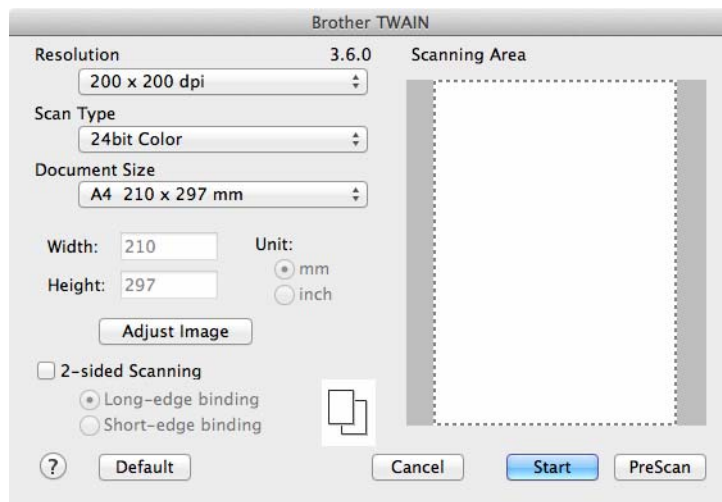 Brother TWAIN
Resolution 3.6.0
200 x 200 dpi
Scan Type
24bit Color
Document Size
A4 210 x 297 mm
Width: 210
Height: 297
Unit:
mm
inch
Adjust Image
2-sided Scanning
Long-edge binding
Short-edge binding
Scanning Area
? Default Cancel Start PreScan